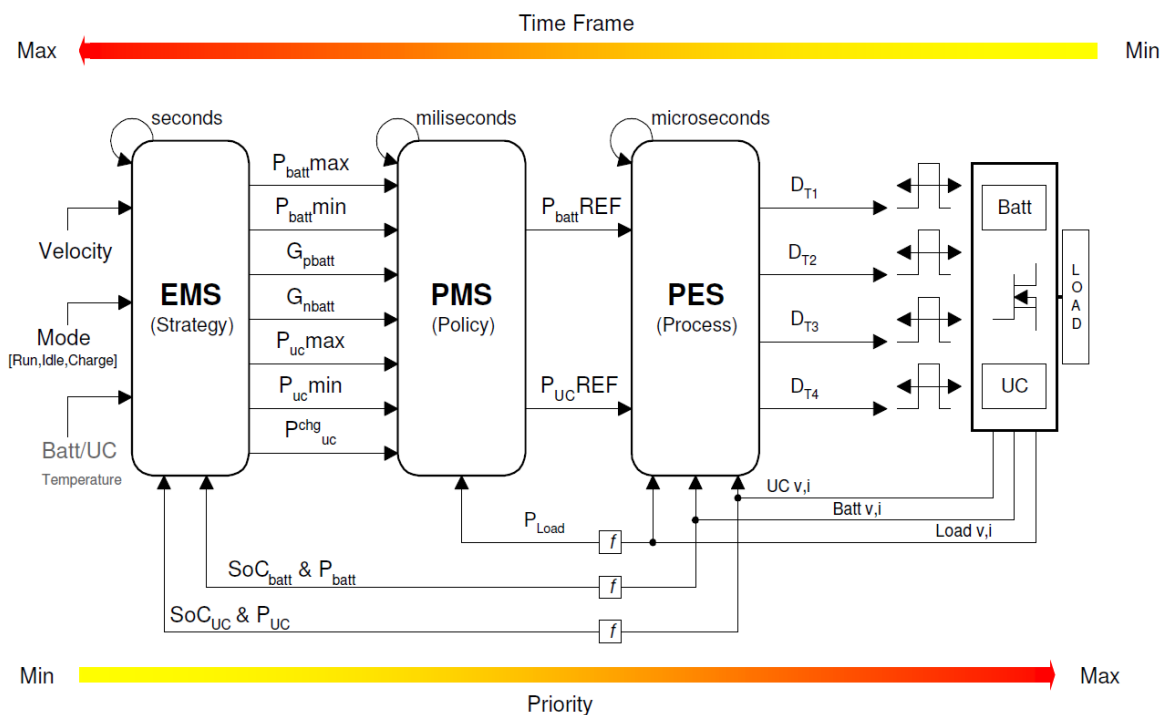 Time Frame
Max
Min
seconds
miliseconds
microseconds
P_batt max
P_batt min
G_pbatt
G_nbatt
P_uc max
P_uc min
P^chg_uc
Velocity
Mode
[Run,Idle,Charge]
Batt/UC
Temperature
EMS
(Strategy)
PMS
(Policy)
PES
(Process)
P_batt REF
P_UC REF
D_T1
D_T2
D_T3
D_T4
Batt
UC
LOAD
UC v,i
Batt v,i
Load v,i
P_Load
f
SoC_batt & P_batt
f
SoC_UC & P_UC
f
Min
Max
Priority